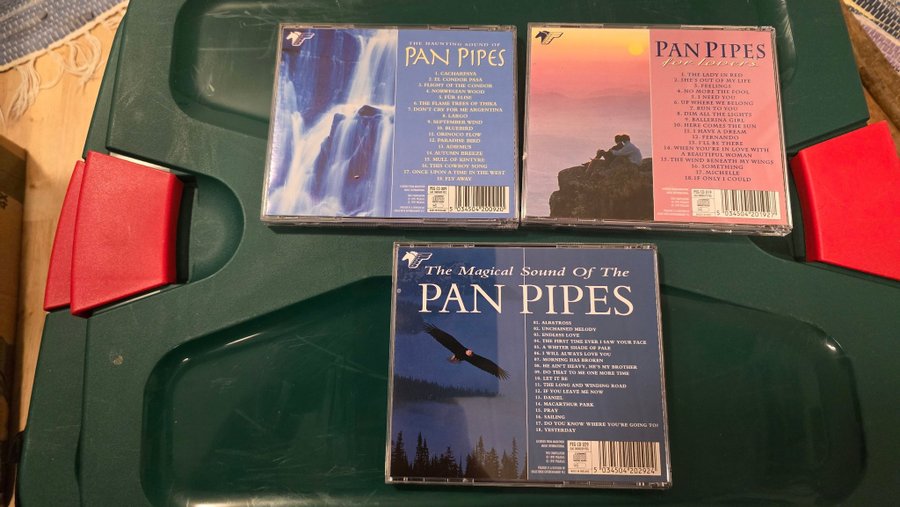 THE HAUNTING SOUND OF
PAN PIPES
1. CACHARPAYA
2. EL CONDOR PASA
3. FLIGHT OF THE CONDOR
4. NORWEGIAN WOOD
5. FÜR ELISE
6. THE FLAME TREES OF THIKA
7. DON'T CRY FOR ME ARGENTINA
8. LARGO
9. SEPTEMBER WIND
10. BLUEBIRD
11. ORINOCO FLOW
12. PARADISE BIRD
13. ADIEMUS
14. AUTUMN BREEZE
15. MULL OF KINTYRE
16. THIS COWBOY SONG
17. ONCE UPON A TIME IN THE WEST
18. FLY AWAY
5 034504 200920
PAN PIPES
for lovers
1. THE LADY IN RED
2. SHE'S OUT OF MY LIFE
3. FEELINGS
4. NO MORE THE FOOL
5. I NEED YOU
6. UP WHERE WE BELONG
7. RUN TO YOU
8. DIM ALL THE LIGHTS
9. BALLERINA GIRL
10. HERE COMES THE SUN
11. I HAVE A DREAM
12. FERNANDO
13. I'LL BE THERE
14. WHEN YOU'RE IN LOVE WITH
A BEAUTIFUL WOMAN
15. THE WIND BENEATH MY WINGS
16. SOMETHING
17. MICHELLE
18. IF ONLY I COULD
5 034504 201927
The Magical Sound Of The
PAN PIPES
01. ALBATROSS
02. UNCHAINED MELODY
03. ENDLESS LOVE
04. THE FIRST TIME EVER I SAW YOUR FACE
05. A WHITER SHADE OF PALE
06. I WILL ALWAYS LOVE YOU
07. MORNING HAS BROKEN
08. HE AIN'T HEAVY, HE'S MY BROTHER
09. DO THAT TO ME ONE MORE TIME
10. LET IT BE
11. THE LONG AND WINDING ROAD
12. IF YOU LEAVE ME NOW
13. DANIEL
14. MACARTHUR PARK
15. PRAY
16. SAILING
17. DO YOU KNOW WHERE YOU'RE GOING TO?
18. YESTERDAY
5 034504 202924